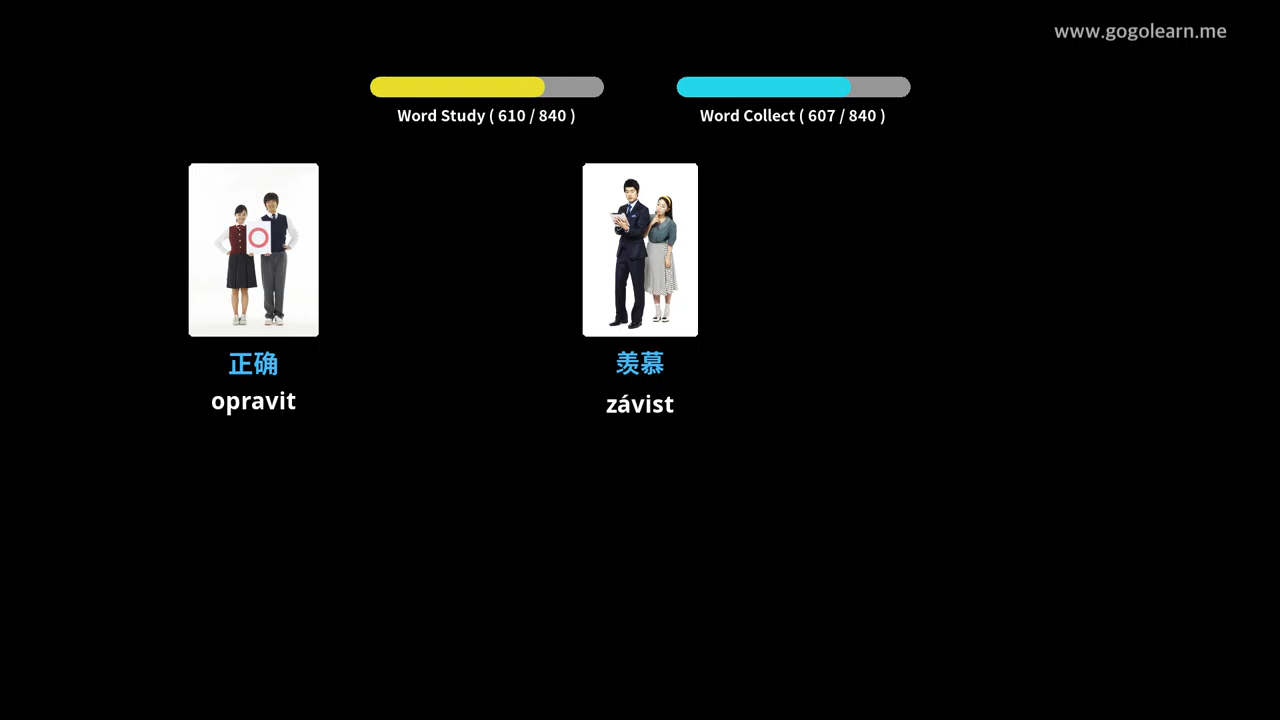 www.gogolearn.me
Word Study ( 610 / 840 )
Word Collect ( 607 / 840 )
正确
opravit
羡慕
závist